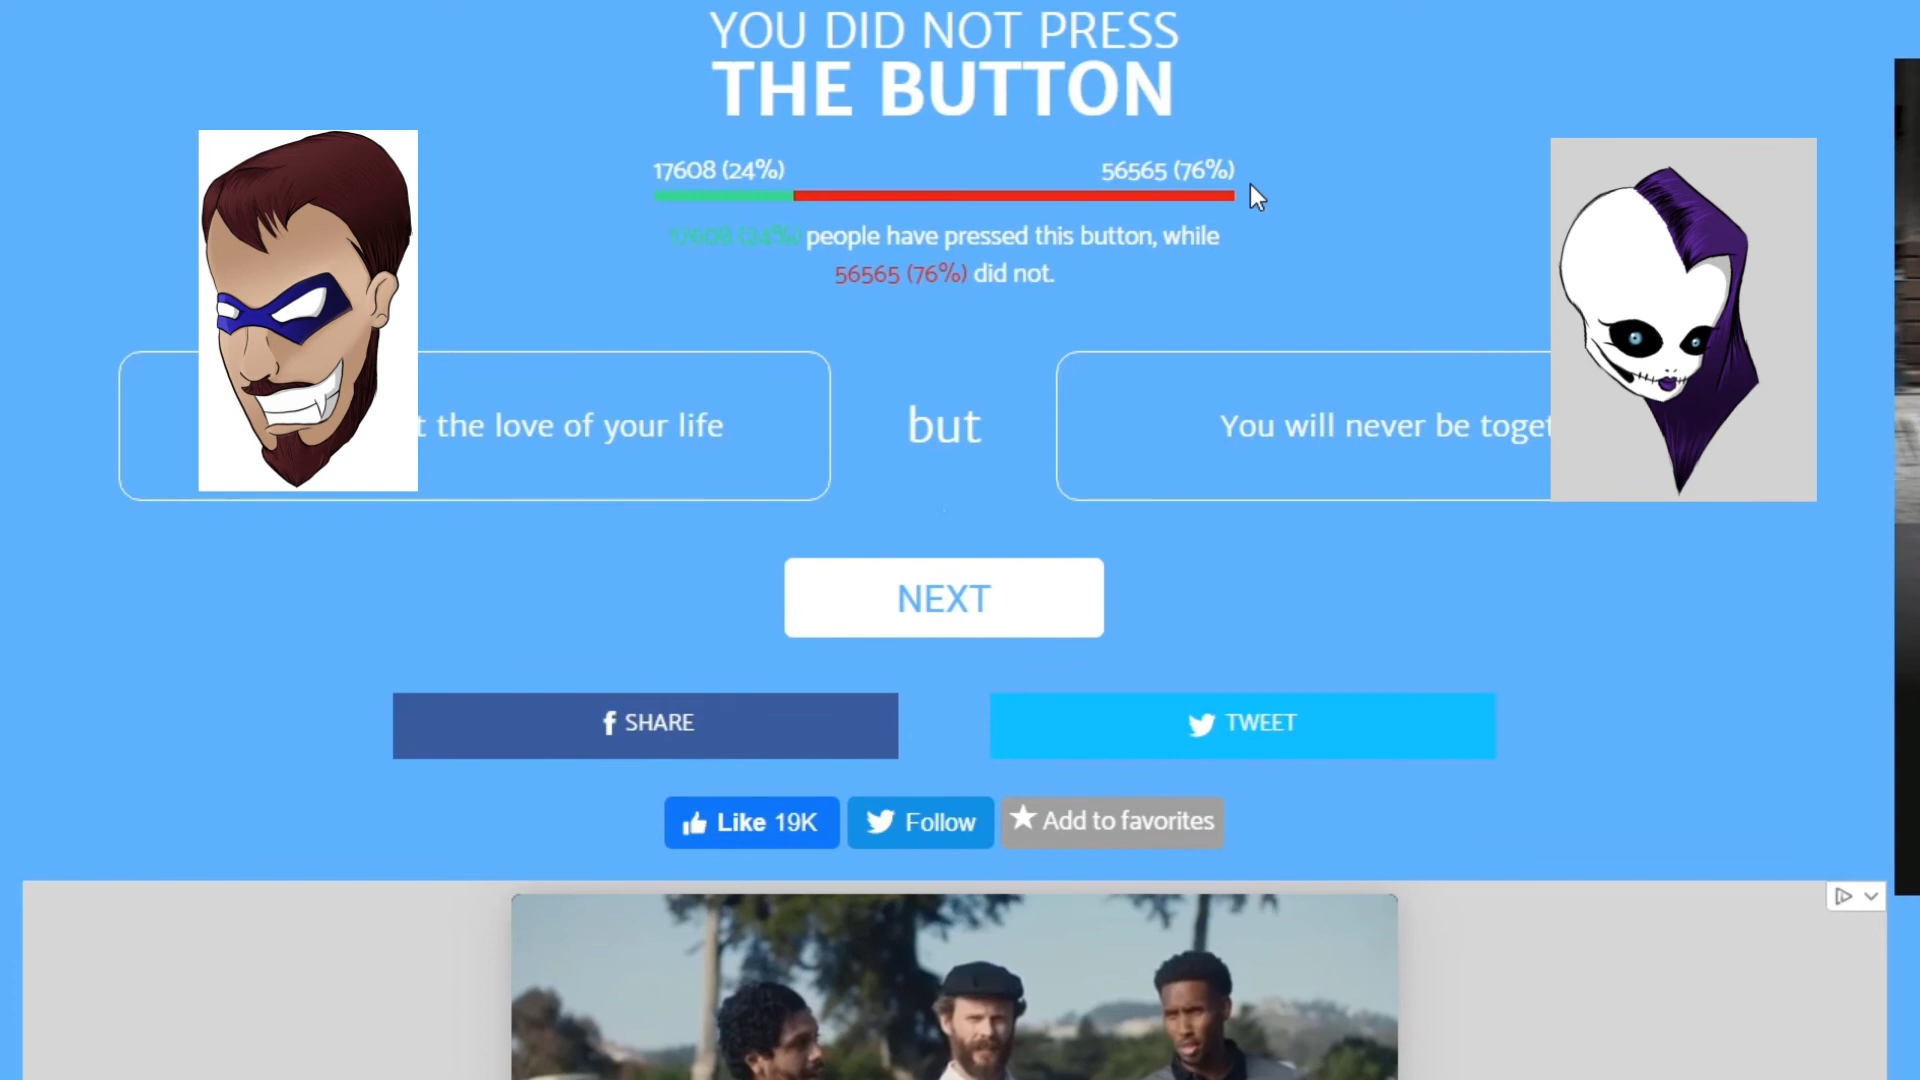 YOU DID NOT PRESS
THE BUTTON
17608 (24%)
56565 (76%)
17608 (24%) people have pressed this button, while
56565 (76%) did not.
the love of your life
but
You will never be
NEXT
SHARE
TWEET
Like 19K
Follow
Add to favorites